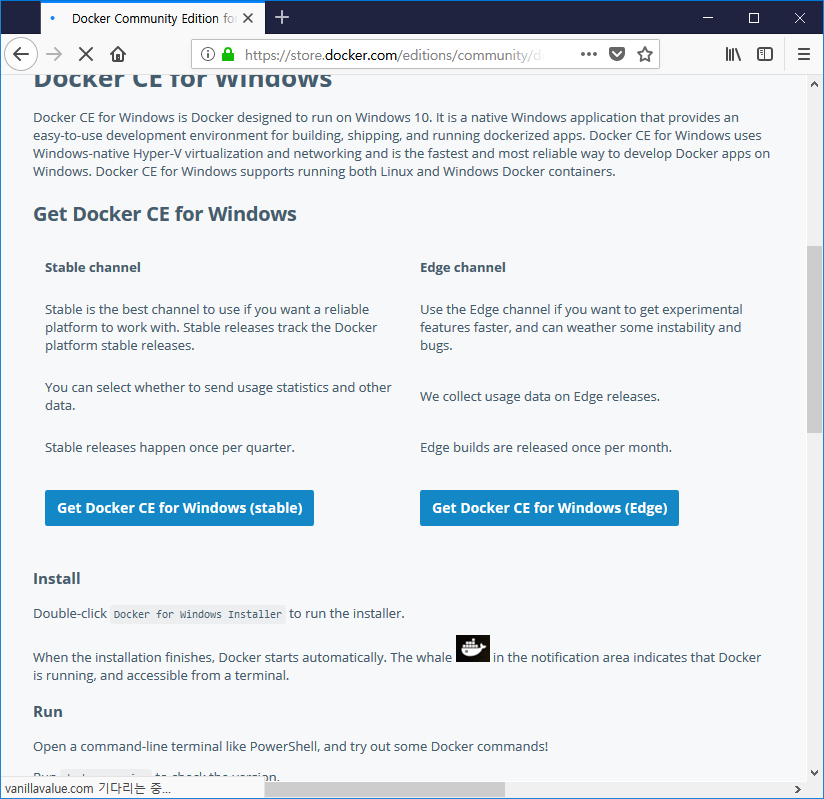 Docker Community Edition fo
https://store.docker.com/editions/community/d
Docker CE for Windows
Docker CE for Windows is Docker designed to run on Windows 10. It is a native Windows application that provides an
easy-to-use development environment for building, shipping, and running dockerized apps. Docker CE for Windows uses
Windows-native Hyper-V virtualization and networking and is the fastest and most reliable way to develop Docker apps on
Windows. Docker CE for Windows supports running both Linux and Windows Docker containers.
Get Docker CE for Windows
Stable channel
Stable is the best channel to use if you want a reliable
platform to work with. Stable releases track the Docker
platform stable releases.
You can select whether to send usage statistics and other
data.
Stable releases happen once per quarter.
Get Docker CE for Windows (stable)
Edge channel
Use the Edge channel if you want to get experimental
features faster, and can weather some instability and
bugs.
We collect usage data on Edge releases.
Edge builds are released once per month.
Get Docker CE for Windows (Edge)
Install
Double-click Docker for Windows Installer to run the installer.
When the installation finishes, Docker starts automatically. The whale in the notification area indicates that Docker
is running, and accessible from a terminal.
Run
Open a command-line terminal like PowerShell, and try out some Docker commands!
Run to check the version.
vanillavalue.com 기다리는 중...